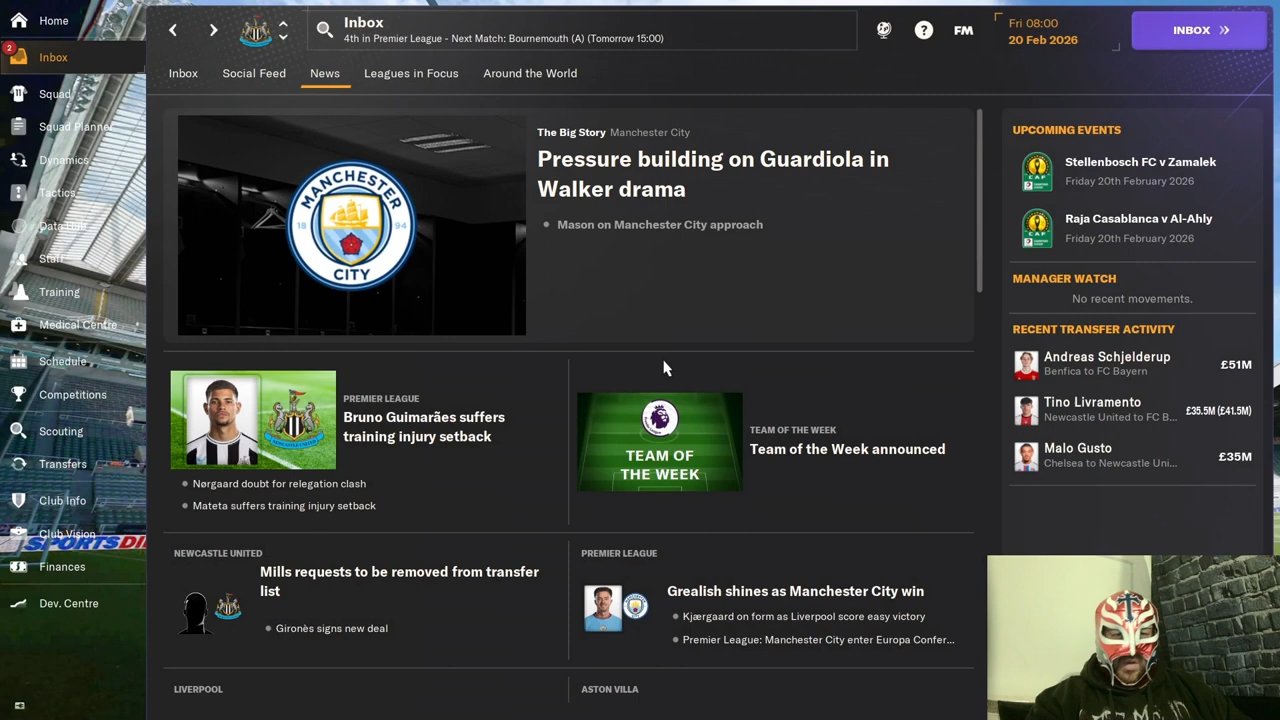 Home
2
Inbox
Squad
Squad Planner
Dynamics
Tactics
Data Hub
Staff
Training
Medical Centre
Schedule
Competitions
Scouting
Transfers
Club Info
Club Vision
Finances
Dev. Centre
SPORTS DI
Inbox
4th in Premier League - Next Match: Bournemouth (A) (Tomorrow 15:00)
?
FM
Fri 08:00
20 Feb 2026
INBOX
Inbox
Social Feed
News
Leagues in Focus
Around the World
MANCHESTER
18 94
CITY
The Big Story Manchester City
Pressure building on Guardiola in
Walker drama
Mason on Manchester City approach
PREMIER LEAGUE
Bruno Guimarães suffers
training injury setback
Nørgaard doubt for relegation clash
Mateta suffers training injury setback
TEAM OF
THE WEEK
TEAM OF THE WEEK
Team of the Week announced
NEWCASTLE UNITED
Mills requests to be removed from transfer
list
Gironès signs new deal
PREMIER LEAGUE
Grealish shines as Manchester City win
Kjærgaard on form as Liverpool score easy victory
Premier League: Manchester City enter Europa Confer...
LIVERPOOL
ASTON VILLA
UPCOMING EVENTS
Stellenbosch FC v Zamalek
Friday 20th February 2026
Raja Casablanca v Al-Ahly
Friday 20th February 2026
MANAGER WATCH
No recent movements.
RECENT TRANSFER ACTIVITY
Andreas Schjelderup
Benfica to FC Bayern
£51M
Tino Livramento
Newcastle United to FC B...
£35.5M (£41.5M)
Malo Gusto
Chelsea to Newcastle Uni...
£35M